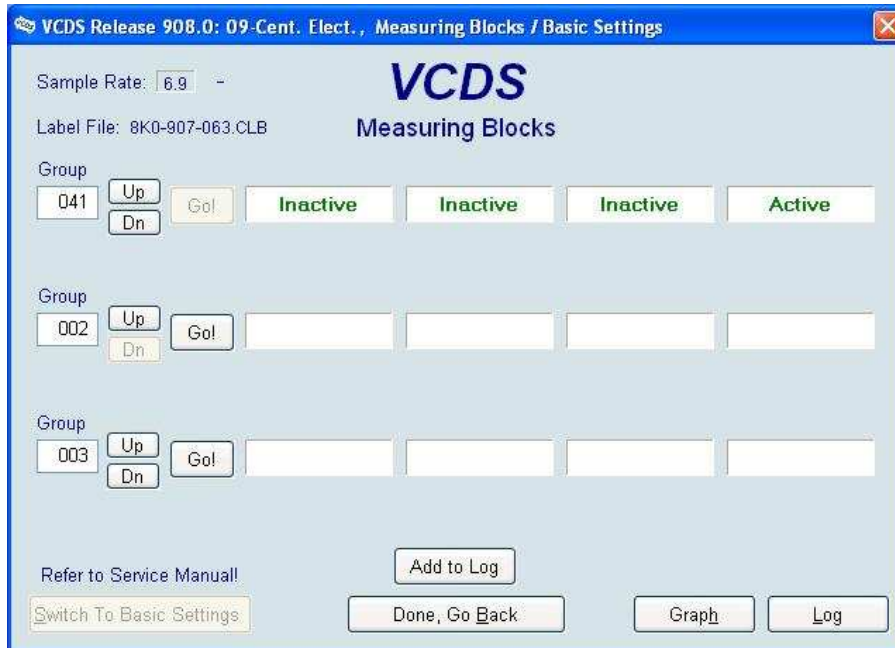 VCDS Release 908.0: 09-Cent. Elect., Measuring Blocks / Basic Settings
Sample Rate: 6.9 -
VCDS
Label File: 8K0-907-063.CLB
Measuring Blocks
Group
041 Up Dn Go! Inactive Inactive Inactive Active
Group
002 Up Dn Go!
Group
003 Up Dn Go!
Refer to Service Manual!
Add to Log
Switch To Basic Settings Done, Go Back Graph Log